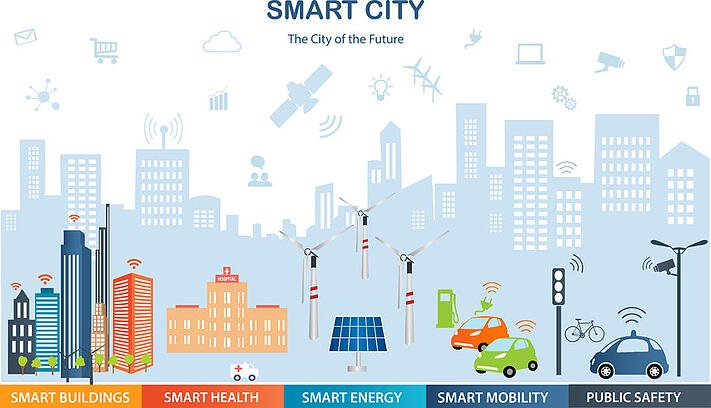 SMART CITY
The City of the Future
HOSPITAL
SMART BUILDINGS
SMART HEALTH
SMART ENERGY
SMART MOBILITY
PUBLIC SAFETY